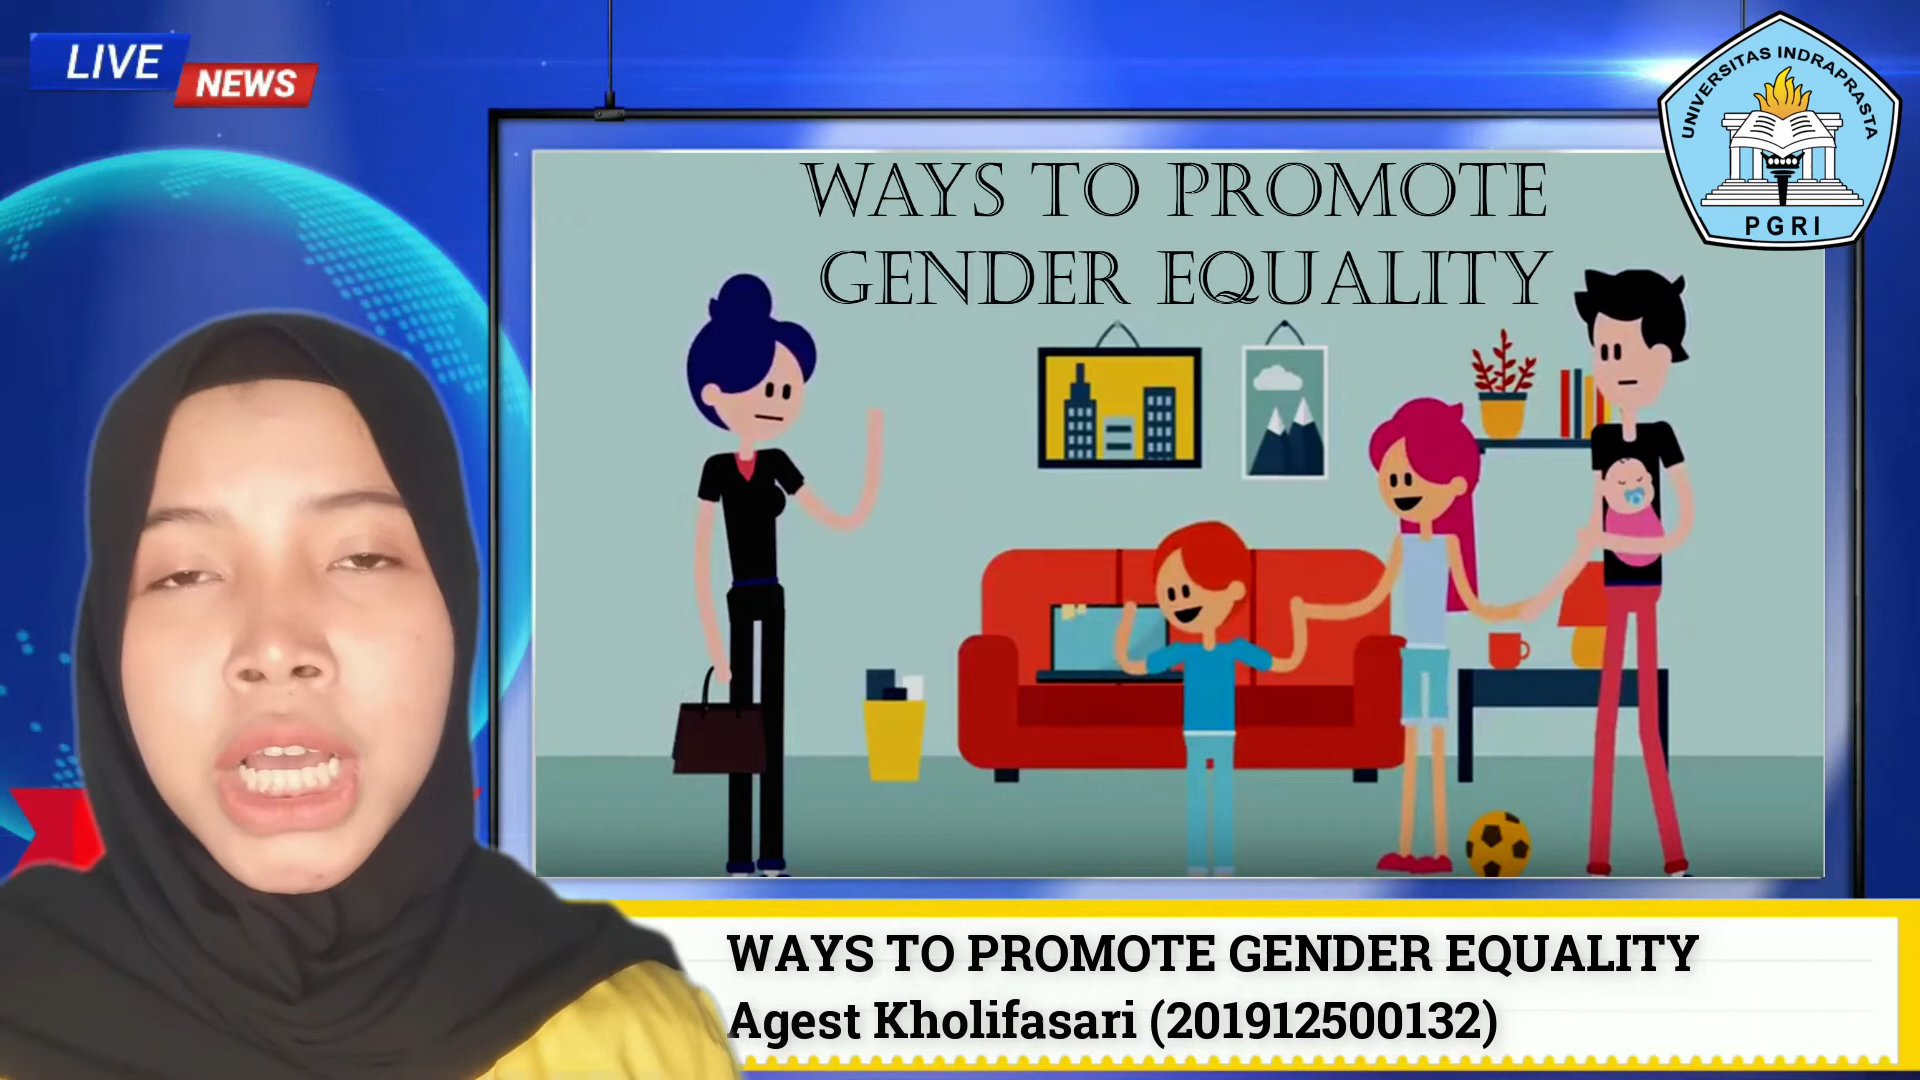 LIVE
NEWS
UNIVERSITAS INDRAPRASTA
PGRI
WAYS TO PROMOTE
GENDER EQUALITY
WAYS TO PROMOTE GENDER EQUALITY
Agest Kholifasari (201912500132)